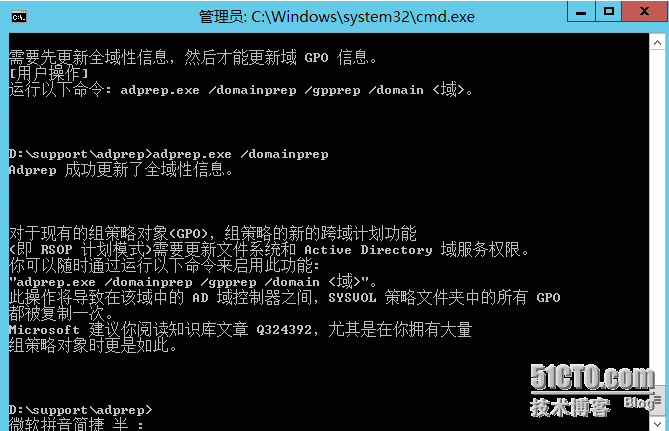 管理员: C:\Windows\system32\cmd.exe
需要先更新全域性信息，然后才能更新域 GPO 信息。
[用户操作]
运行以下命令: adprep.exe /domainprep /gpprep /domain <域>。
D:\support\adprep>adprep.exe /domainprep
Adprep 成功更新了全域性信息。
对于现有的组策略对象<GPO>，组策略的新的跨域计划功能
<即 RSOP 计划模式>需要更新文件系统和 Active Directory 域服务权限。
你可以随时通过运行以下命令来启用此功能:
"adprep.exe /domainprep /gpprep /domain <域>"。
此操作将导致在该域中的 AD 域控制器之间，SYSVOL 策略文件夹中的所有 GPO
都被复制一次。
Microsoft 建议你阅读知识库文章 Q324392，尤其是在你拥有大量
组策略对象时更是如此。
D:\support\adprep>
微软拼音简捷 半 :
51CTO.com
技术博客 Blog